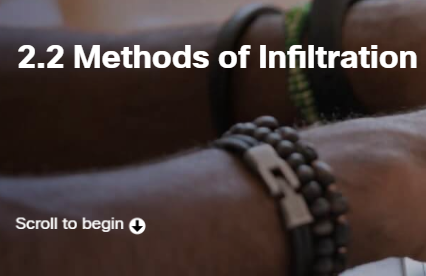 2.2 Methods of Infiltration
Scroll to begin